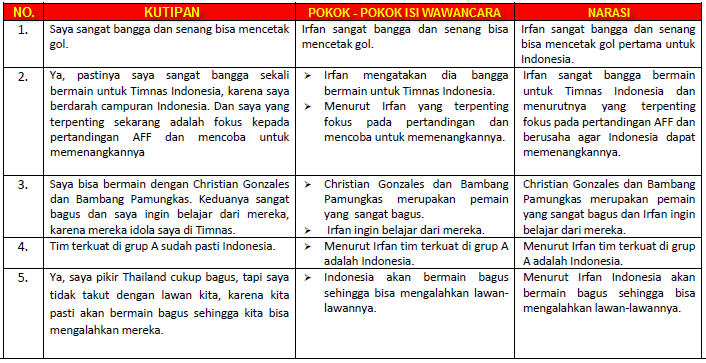 NO. KUTIPAN POKOK - POKOK ISI WAWANCARA NARASI
1.
Saya sangat bangga dan senang bisa mencetak
gol.
Irfan sangat bangga dan senang bisa
mencetak gol.
Irfan sangat bangga dan senang
bisa mencetak gol pertama untuk
Indonesia.
2.
Ya, pastinya saya sangat bangga sekali
bermain untuk Timnas Indonesia, karena saya
berdarah campuran Indonesia. Dan saya yang
terpenting sekarang adalah fokus kepada
pertandingan AFF dan mencoba untuk
memenangkannya
➢ Irfan mengatakan dia bangga
bermain untuk Timnas Indonesia.
➢ Menurut Irfan yang terpenting
fokus pada pertandingan dan
mencoba untuk memenangkannya.
Irfan sangat bangga bermain
untuk Timnas Indonesia dan
menurutnya yang terpenting
fokus pada pertandingan AFF dan
berusaha agar Indonesia dapat
memenangkannya.
3.
Saya bisa bermain dengan Christian Gonzales
dan Bambang Pamungkas. Keduanya sangat
bagus dan saya ingin belajar dari mereka,
karena mereka idola saya di Timnas.
➢ Christian Gonzales dan Bambang
Pamungkas merupakan pemain
yang sangat bagus.
➢ Irfan ingin belajar dari mereka.
Christian Gonzales dan Bambang
Pamungkas merupakan pemain
yang sangat bagus dan Irfan ingin
belajar dari mereka.
4.
Tim terkuat di grup A sudah pasti Indonesia.
➢ Menurut Irfan tim terkuat di grup A
adalah Indonesia.
Menurut Irfan tim terkuat di grup
A adalah Indonesia.
5.
Ya, saya pikir Thailand cukup bagus, tapi saya
tidak takut dengan lawan kita, karena kita
pasti akan bermain bagus sehingga kita bisa
mengalahkan mereka.
➢ Indonesia akan bermain bagus
sehingga bisa mengalahkan lawan-
lawannya.
Menurut Irfan Indonesia akan
bermain bagus sehingga bisa
mengalahkan lawan-lawannya.